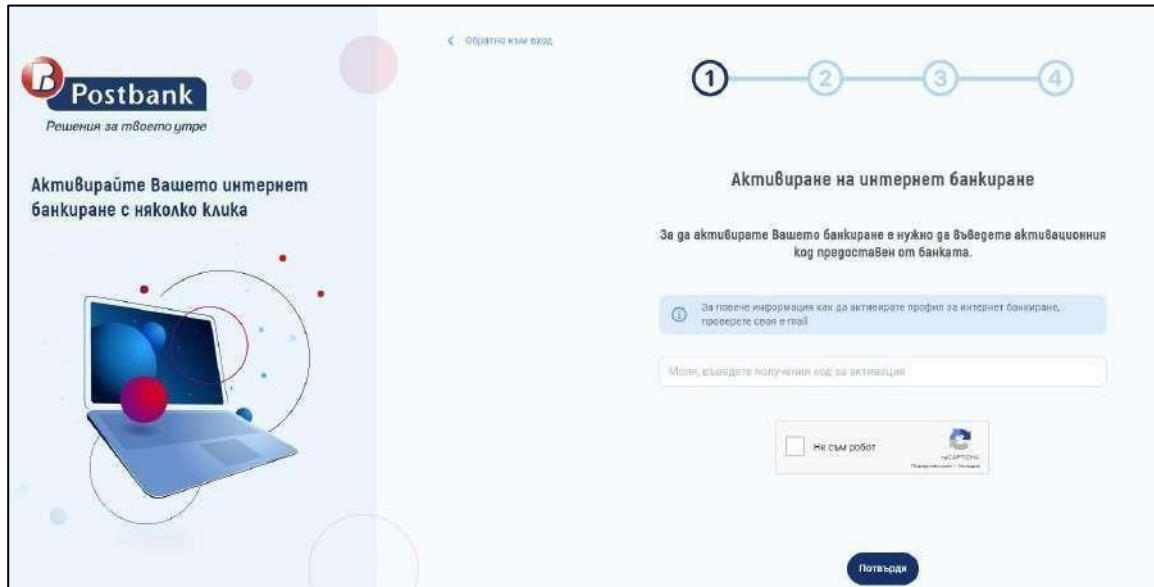 Postbank
Решения за твоето утре
Активирайте Вашето интернет
банкиране с няколко клика
Обратно към вход
1 2 3 4
Активиране на интернет банкиране
За да активирате Вашето банкиране е нужно да въведете активационния
код предоставен от банката.
За повече информация как да активирате профил за интернет банкиране,
проверете своя e-mail
Моля, въведете получения код за активация
Не съм робот
reCAPTCHA
Потвърди